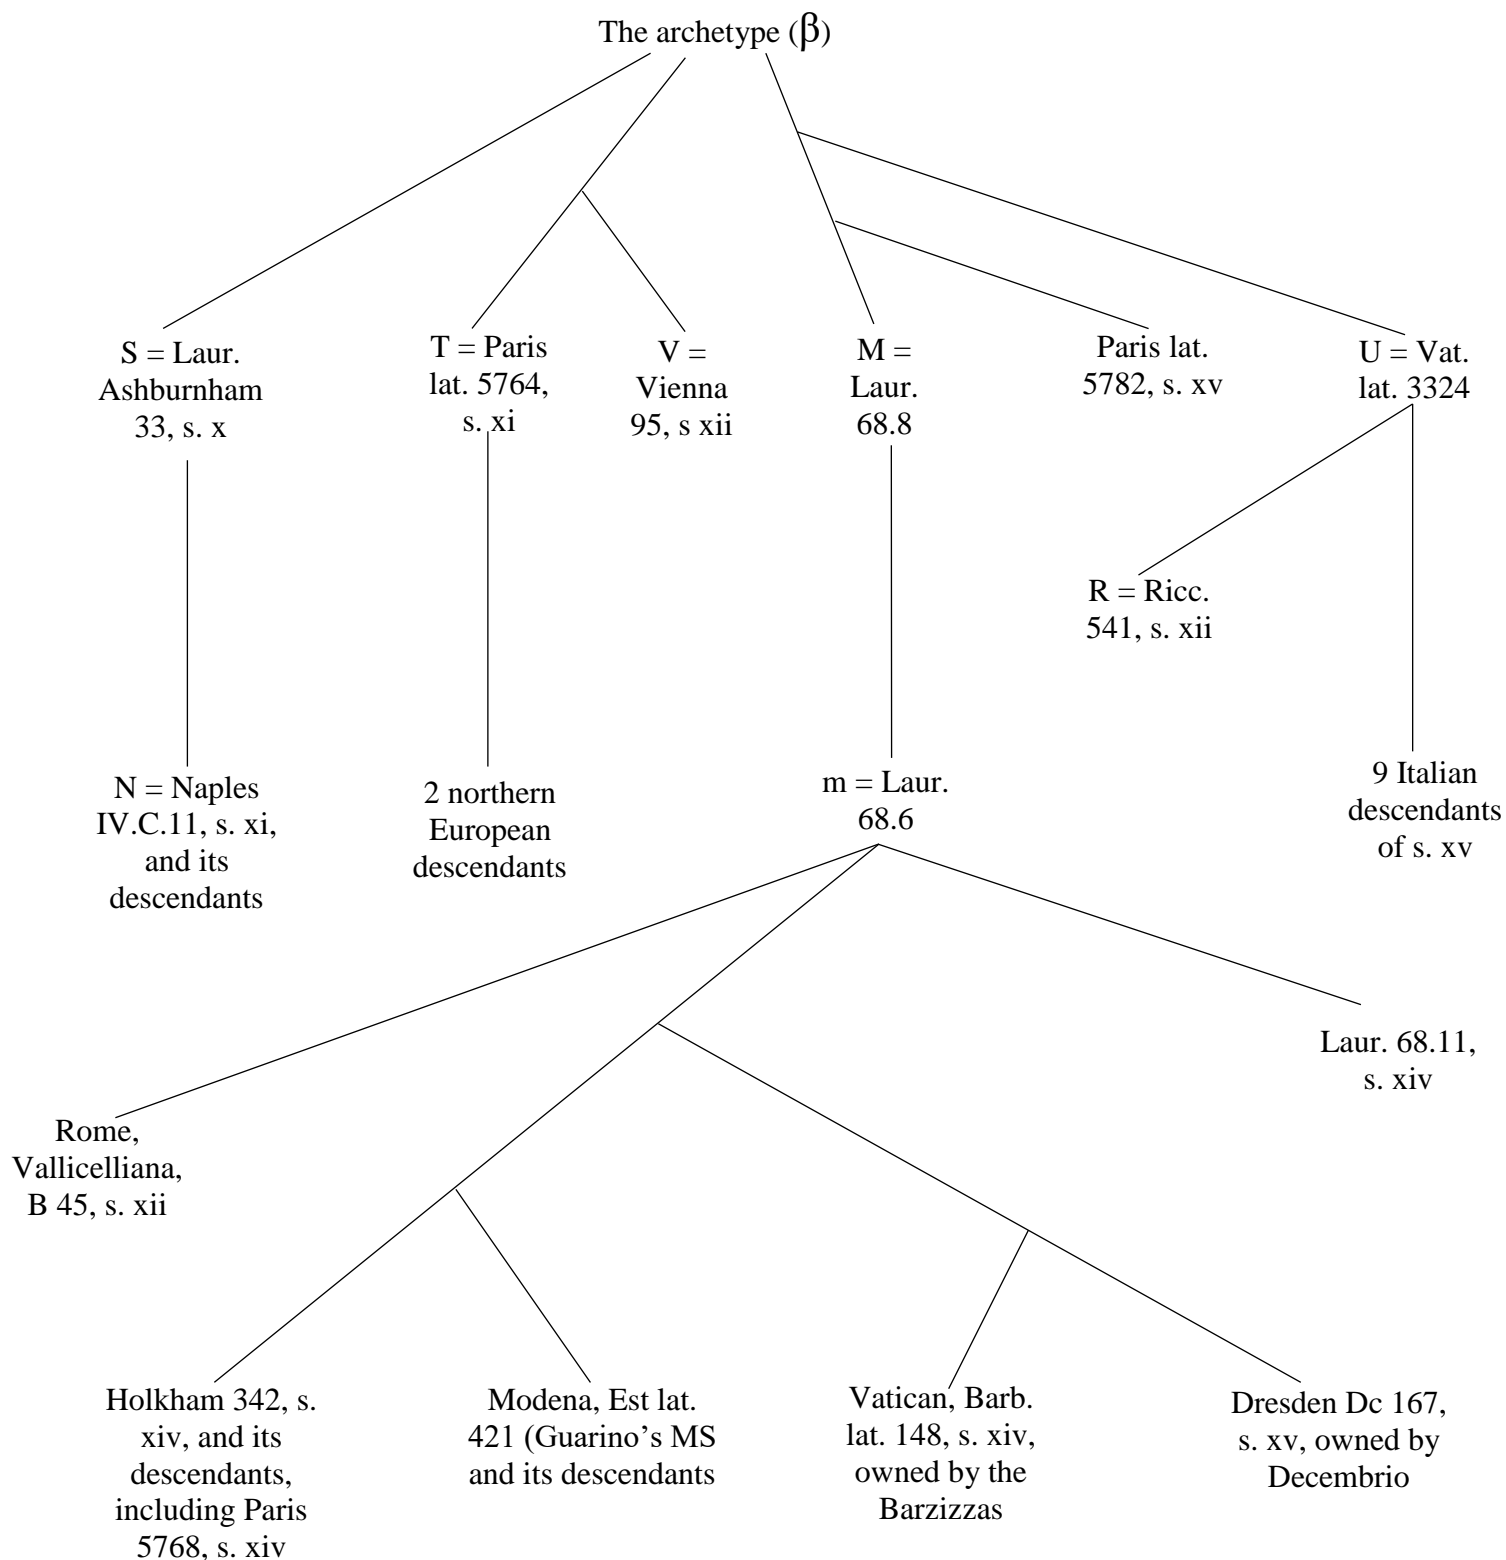 The archetype (β)
S = Laur.
Ashburnham
33, s. x
T = Paris
lat. 5764,
s. xi
V =
Vienna
95, s xii
M =
Laur.
68.8
Paris lat.
5782, s. xv
U = Vat.
lat. 3324
R = Ricc.
541, s. xii
N = Naples
IV.C.11, s. xi,
and its
descendants
2 northern
European
descendants
m = Laur.
68.6
9 Italian
descendants
of s. xv
Laur. 68.11,
s. xiv
Rome,
Vallicelliana,
B 45, s. xii
Holkham 342, s.
xiv, and its
descendants,
including Paris
5768, s. xiv
Modena, Est lat.
421 (Guarino’s MS
and its descendants
Vatican, Barb.
lat. 148, s. xiv,
owned by the
Barzizzas
Dresden Dc 167,
s. xv, owned by
Decembrio